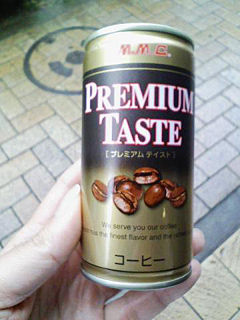 M.M.C.
PREMIUM
TASTE
[プレミアム テイスト]
We serve you our coffee
has the finest flavor and the
コーヒー